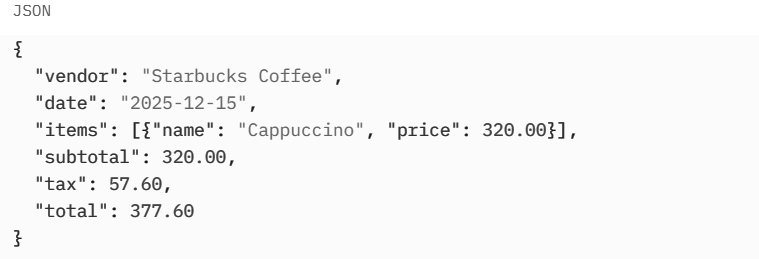 JSON
{
  "vendor": "Starbucks Coffee",
  "date": "2025-12-15",
  "items": [{"name": "Cappuccino", "price": 320.00}],
  "subtotal": 320.00,
  "tax": 57.60,
  "total": 377.60
}